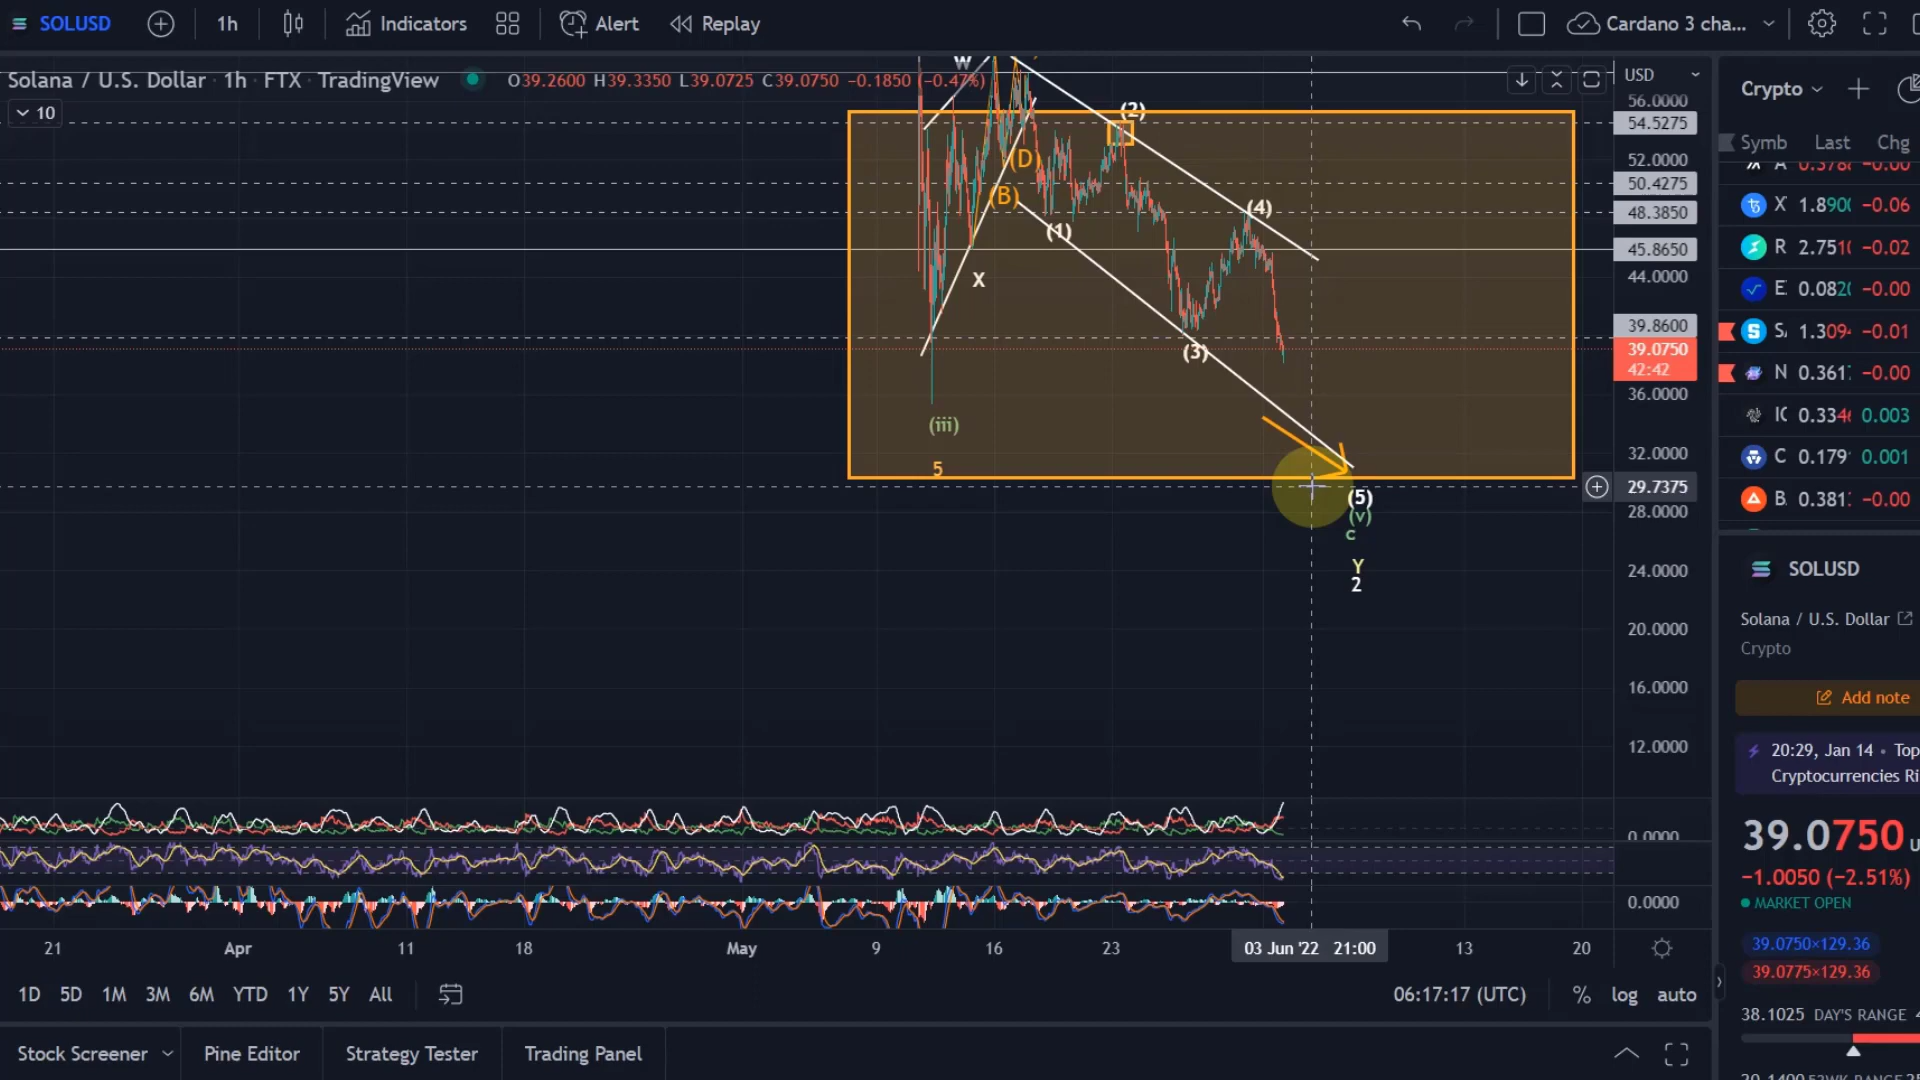 SOLUSD 1h Indicators Alert Replay Cardano 3 cha...
Solana / U.S. Dollar · 1h · FTX · TradingView O39.2600 H39.3350 L39.0725 C39.0750 −0.1850 (−0.47%)
10
USD
56.0000
54.5275
52.0000
50.4275
48.3850
45.8650
44.0000
39.8600
39.0750
42:42
36.0000
32.0000
29.7375
28.0000
24.0000
20.0000
16.0000
12.0000
0.0000
0.0000
W
(2)
(D)
(B)
(1)
(4)
X
(3)
(iii)
5
(5)
(v)
c
Y
2
21 Apr 11 18 May 9 16 23 03 Jun '22 21:00 13 20
1D 5D 1M 3M 6M YTD 1Y 5Y All
06:17:17 (UTC) % log auto
Stock Screener Pine Editor Strategy Tester Trading Panel
Crypto
Symb Last Chg
X 1.890 −0.06
R 2.751 −0.02
E 0.082 −0.00
S 1.309 −0.01
N 0.361 −0.00
IC 0.334 0.003
C 0.179 0.001
B 0.381 −0.00
SOLUSD
Solana / U.S. Dollar
Crypto
Add note
20:29, Jan 14 • Top
Cryptocurrencies Ri
39.0750
−1.0050 (−2.51%)
MARKET OPEN
39.0750×129.36
39.0775×129.36
38.1025 DAY'S RANGE